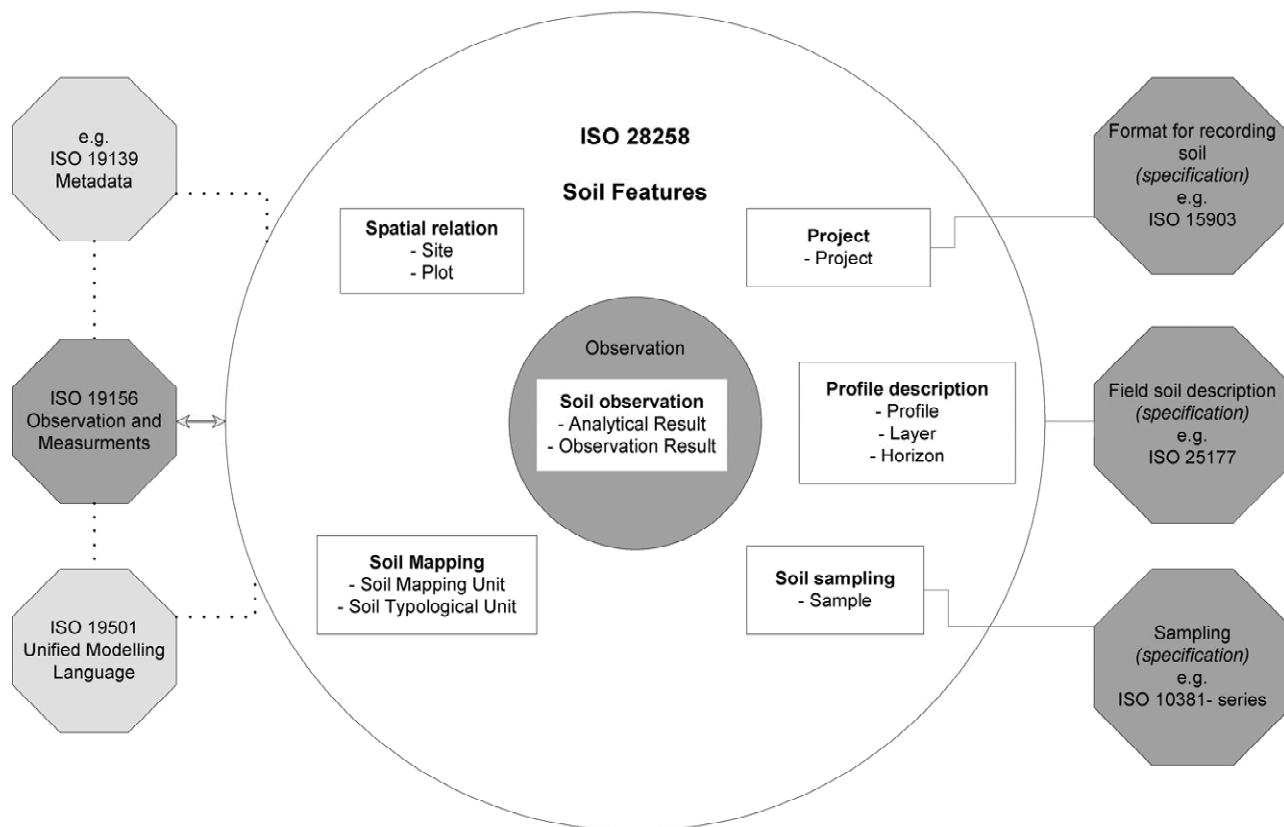 ISO 28258
Soil Features
e.g.
ISO 19139
Metadata
ISO 19156
Observation and
Measurments
ISO 19501
Unified Modelling
Language
Spatial relation
- Site
- Plot
Project
- Project
Observation
Soil observation
- Analytical Result
- Observation Result
Profile description
- Profile
- Layer
- Horizon
Soil Mapping
- Soil Mapping Unit
- Soil Typological Unit
Soil sampling
- Sample
Format for recording
soil
(specification)
e.g.
ISO 15903
Field soil description
(specification)
e.g.
ISO 25177
Sampling
(specification)
e.g.
ISO 10381- series